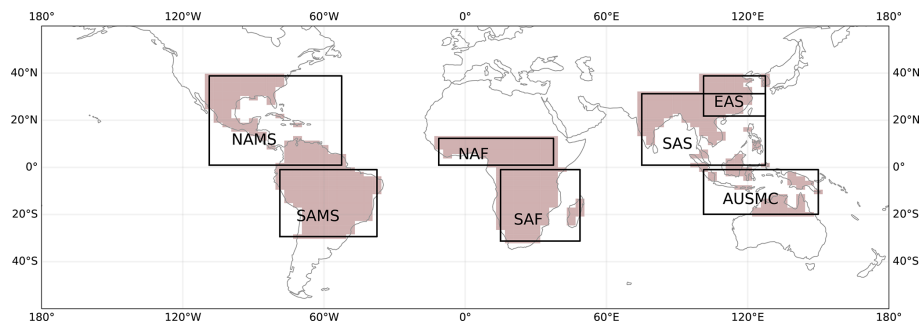 180° 120°W 60°W 0° 60°E 120°E 180°
40°N 40°N
EAS
20°N 20°N
NAMS SAS
NAF
0° 0°
AUSMC
20°S SAMS SAF 20°S
40°S 40°S
180° 120°W 60°W 0° 60°E 120°E 180°